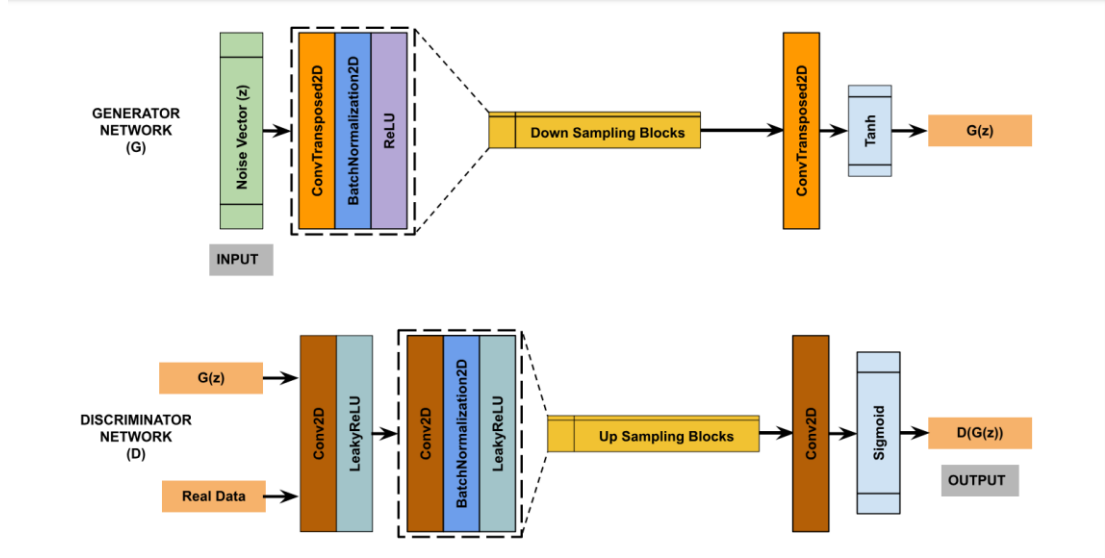 GENERATOR
NETWORK
(G)
Noise Vector (z)
INPUT
ConvTransposed2D
BatchNormalization2D
ReLU
Down Sampling Blocks
ConvTransposed2D
Tanh
G(z)
DISCRIMINATOR
NETWORK
(D)
G(z)
Real Data
Conv2D
LeakyReLU
Conv2D
BatchNormalization2D
LeakyReLU
Up Sampling Blocks
Conv2D
Sigmoid
D(G(z))
OUTPUT